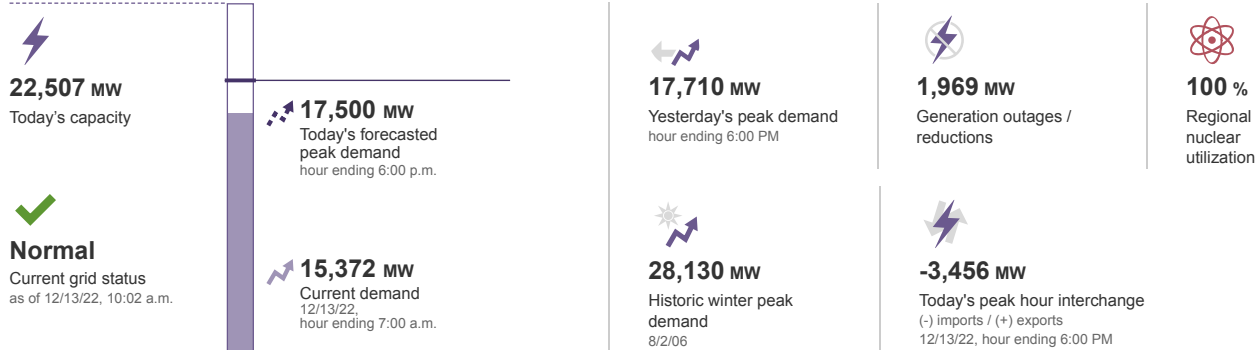 22,507 MW
Today's capacity
Normal
Current grid status
as of 12/13/22, 10:02 a.m.
17,500 MW
Today's forecasted
peak demand
hour ending 6:00 p.m.
15,372 MW
Current demand
12/13/22,
hour ending 7:00 a.m.
17,710 MW
Yesterday's peak demand
hour ending 6:00 PM
1,969 MW
Generation outages /
reductions
100 %
Regional
nuclear
utilization
28,130 MW
Historic winter peak
demand
8/2/06
-3,456 MW
Today's peak hour interchange
(-) imports / (+) exports
12/13/22, hour ending 6:00 PM